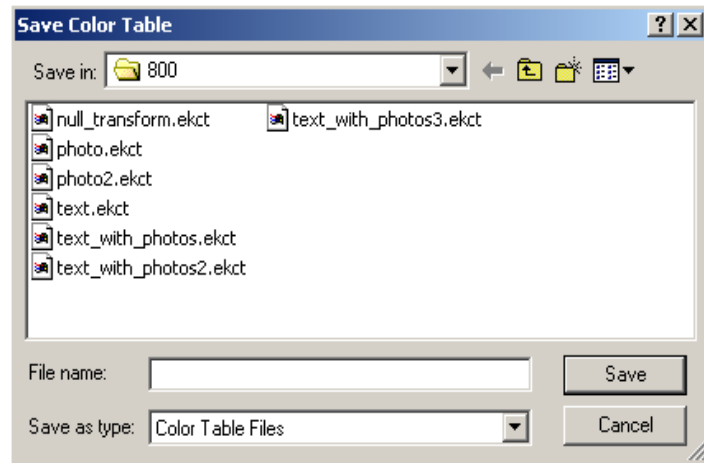 Save Color Table
Save in: 800
null_transform.ekct
photo.ekct
photo2.ekct
text.ekct
text_with_photos.ekct
text_with_photos2.ekct
text_with_photos3.ekct
File name:
Save
Save as type: Color Table Files
Cancel